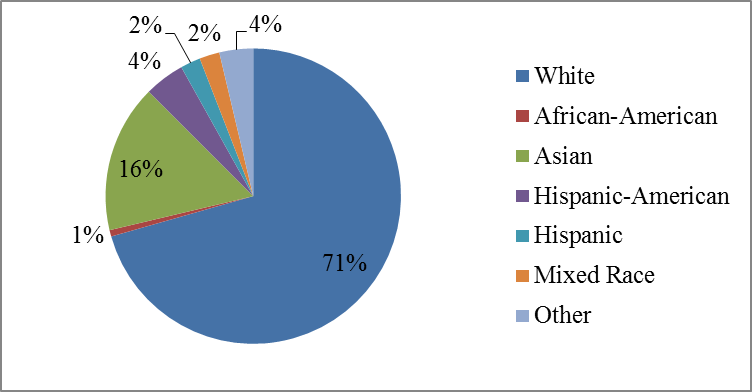 2%
2%
4%
4%
16%
1%
71%
White
African-American
Asian
Hispanic-American
Hispanic
Mixed Race
Other